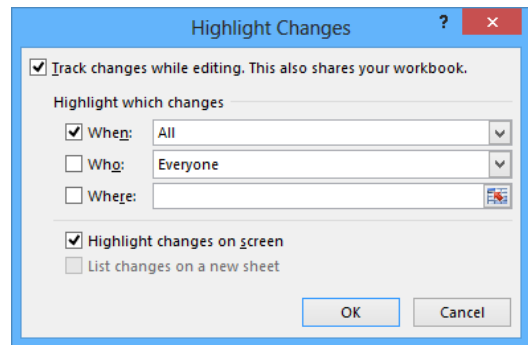 Highlight Changes ?
Track changes while editing. This also shares your workbook.
Highlight which changes
When: All
Who: Everyone
Where:
Highlight changes on screen
List changes on a new sheet
OK Cancel